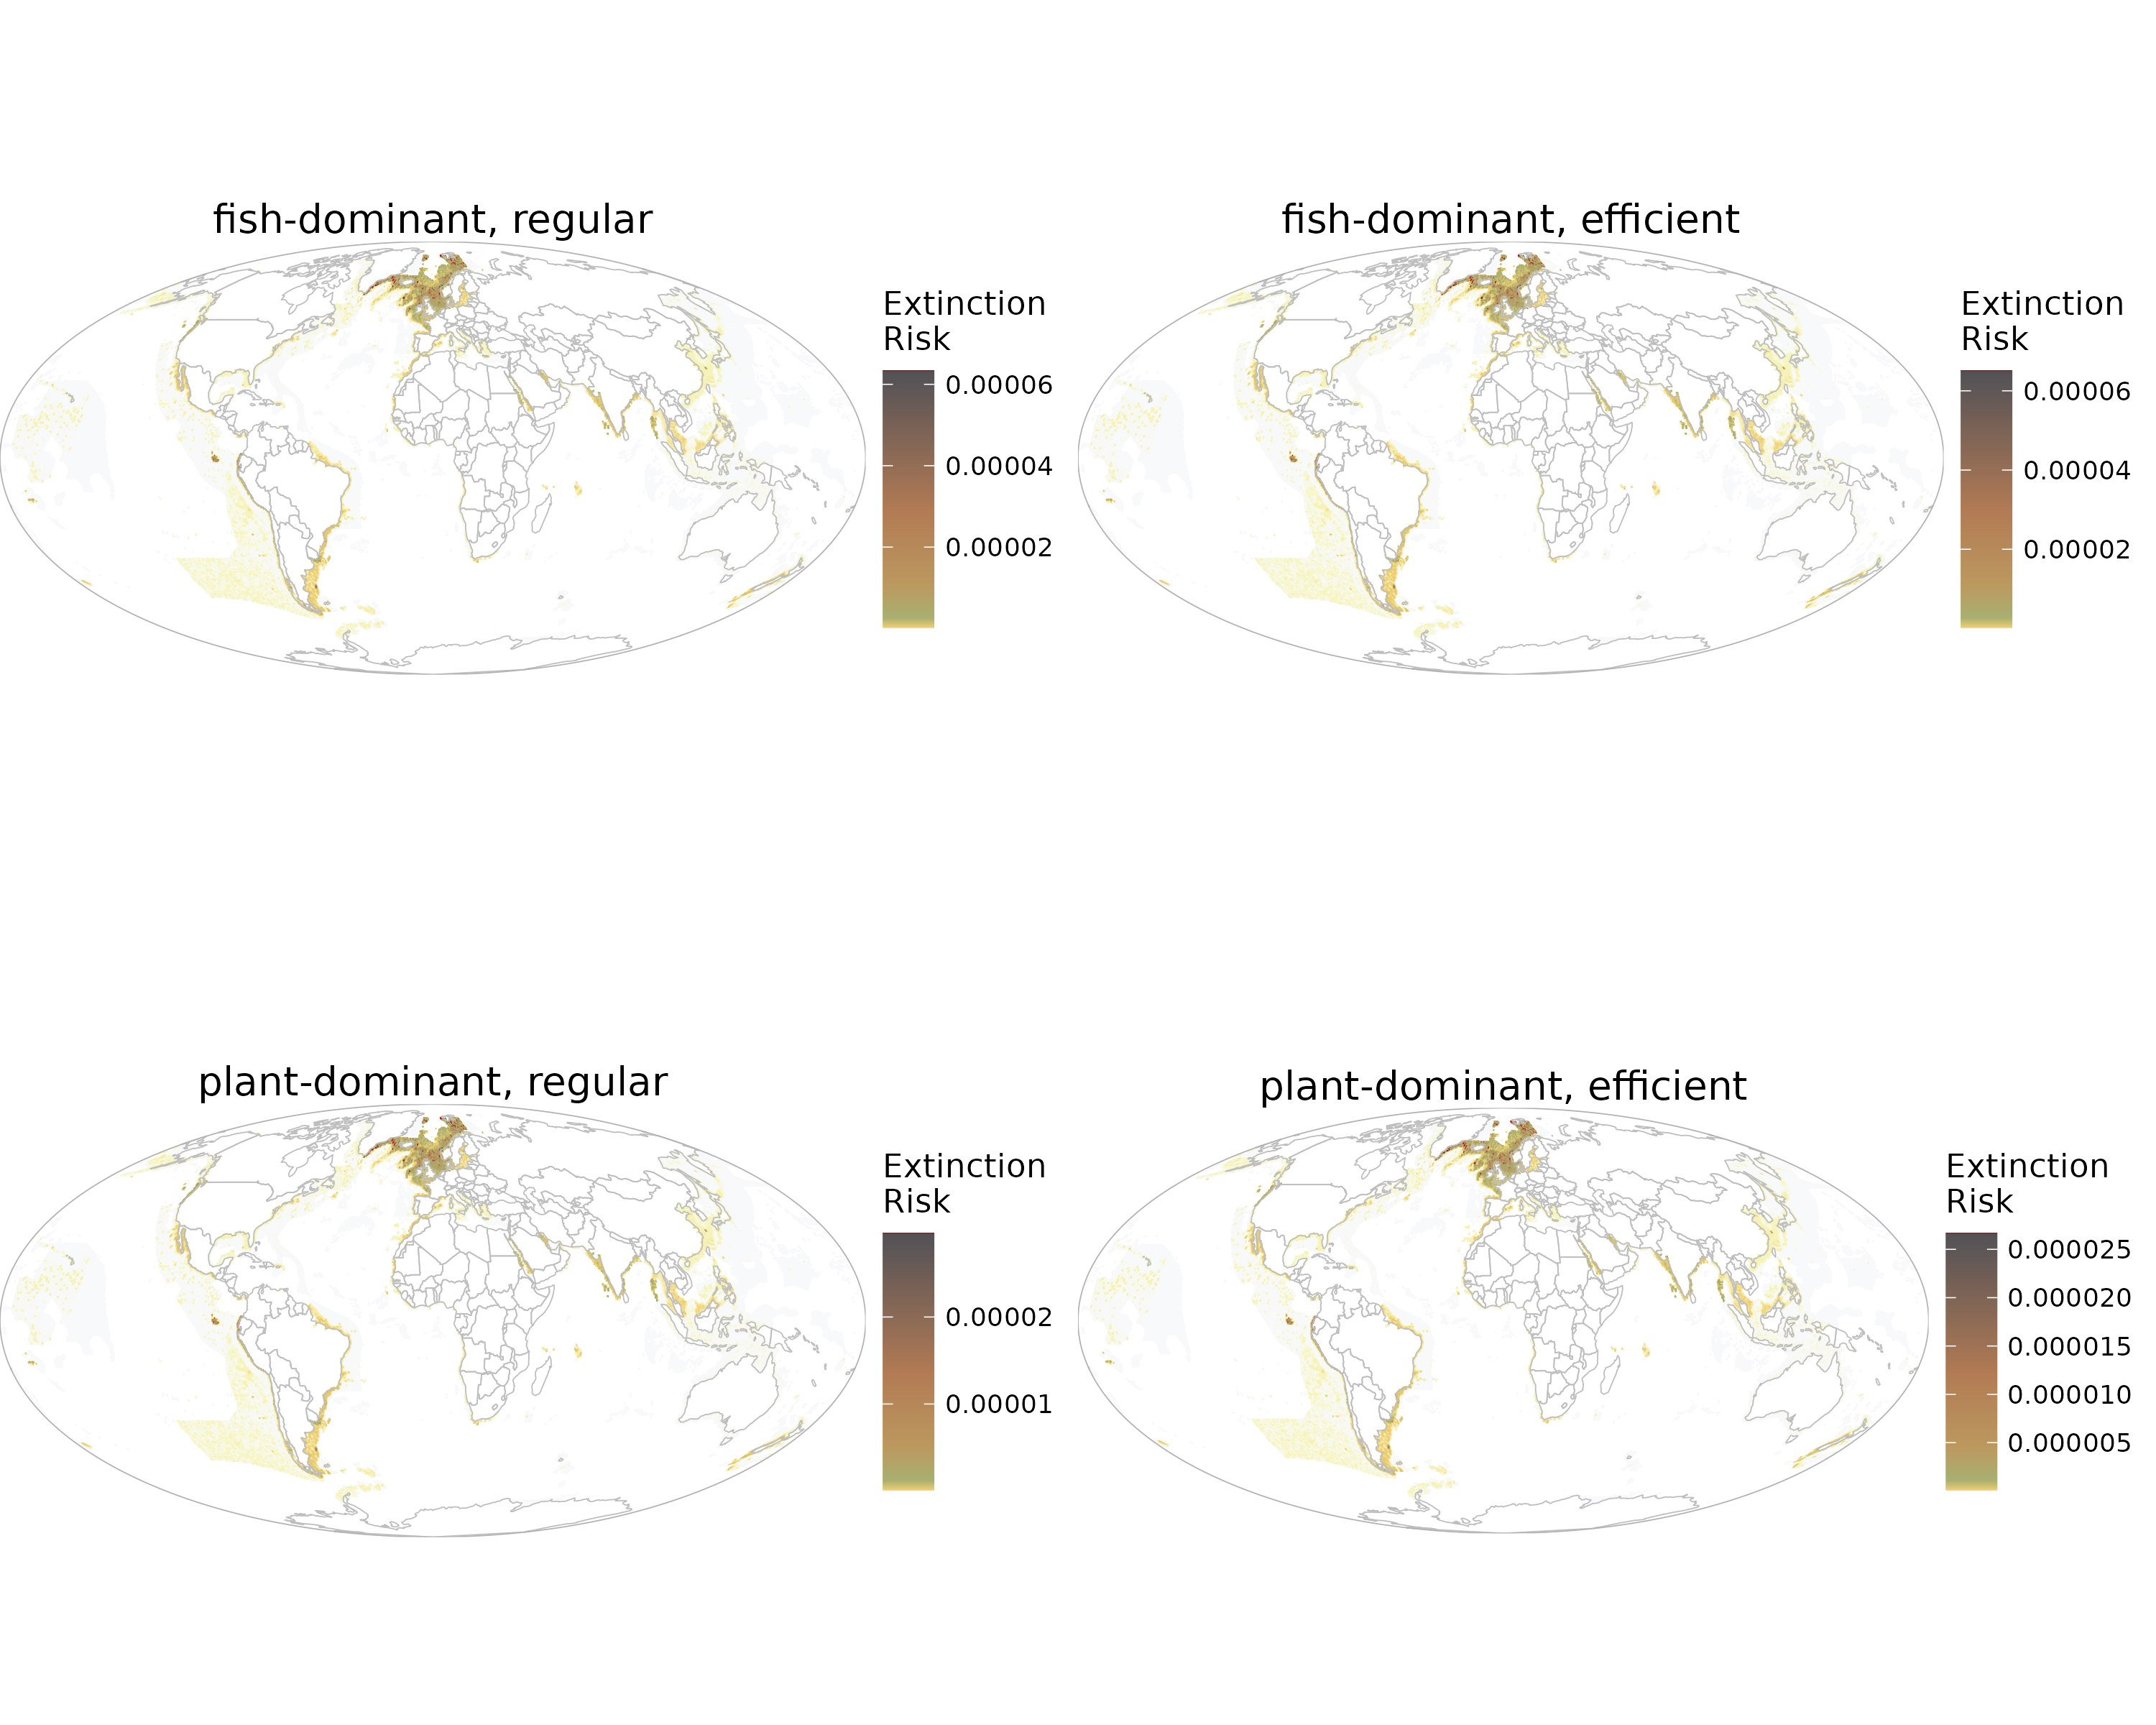 fish-dominant, regular
Extinction
Risk
0.00006
0.00004
0.00002
fish-dominant, efficient
Extinction
Risk
0.00006
0.00004
0.00002
plant-dominant, regular
Extinction
Risk
0.00002
0.00001
plant-dominant, efficient
Extinction
Risk
0.000025
0.000020
0.000015
0.000010
0.000005